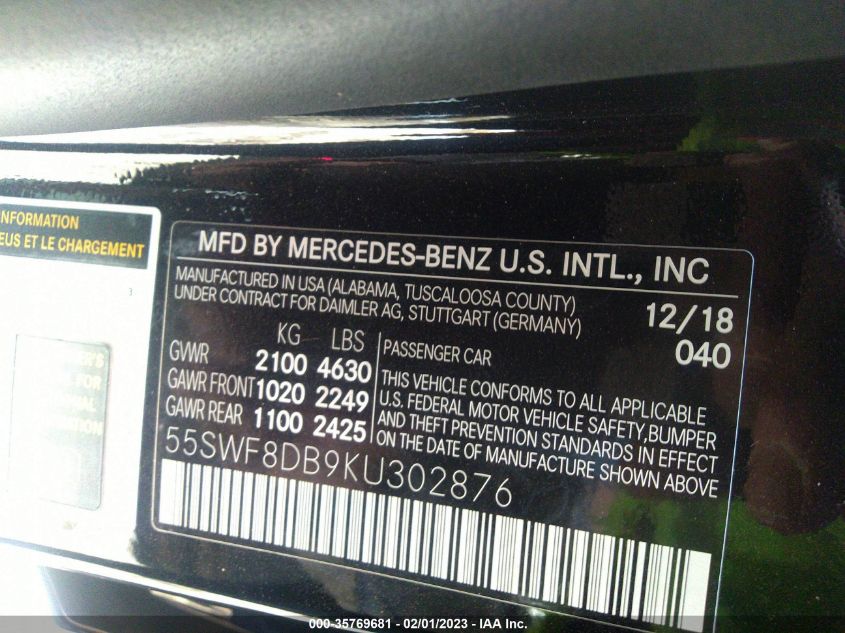 INFORMATION
EUS ET LE CHARGEMENT
MFD BY MERCEDES-BENZ U.S. INTL., INC
MANUFACTURED IN USA (ALABAMA, TUSCALOOSA COUNTY)
UNDER CONTRACT FOR DAIMLER AG, STUTTGART (GERMANY)
12/18
040
KG LBS
GVWR 2100 4630
GAWR FRONT 1020 2249
GAWR REAR 1100 2425
PASSENGER CAR
THIS VEHICLE CONFORMS TO ALL APPLICABLE
U.S. FEDERAL MOTOR VEHICLE SAFETY,BUMPER
AND THEFT PREVENTION STANDARDS IN EFFECT
ON THE DATE OF MANUFACTURE SHOWN ABOVE
55SWF8DB9KU302876
000-35769681 - 02/01/2023 - IAA Inc.